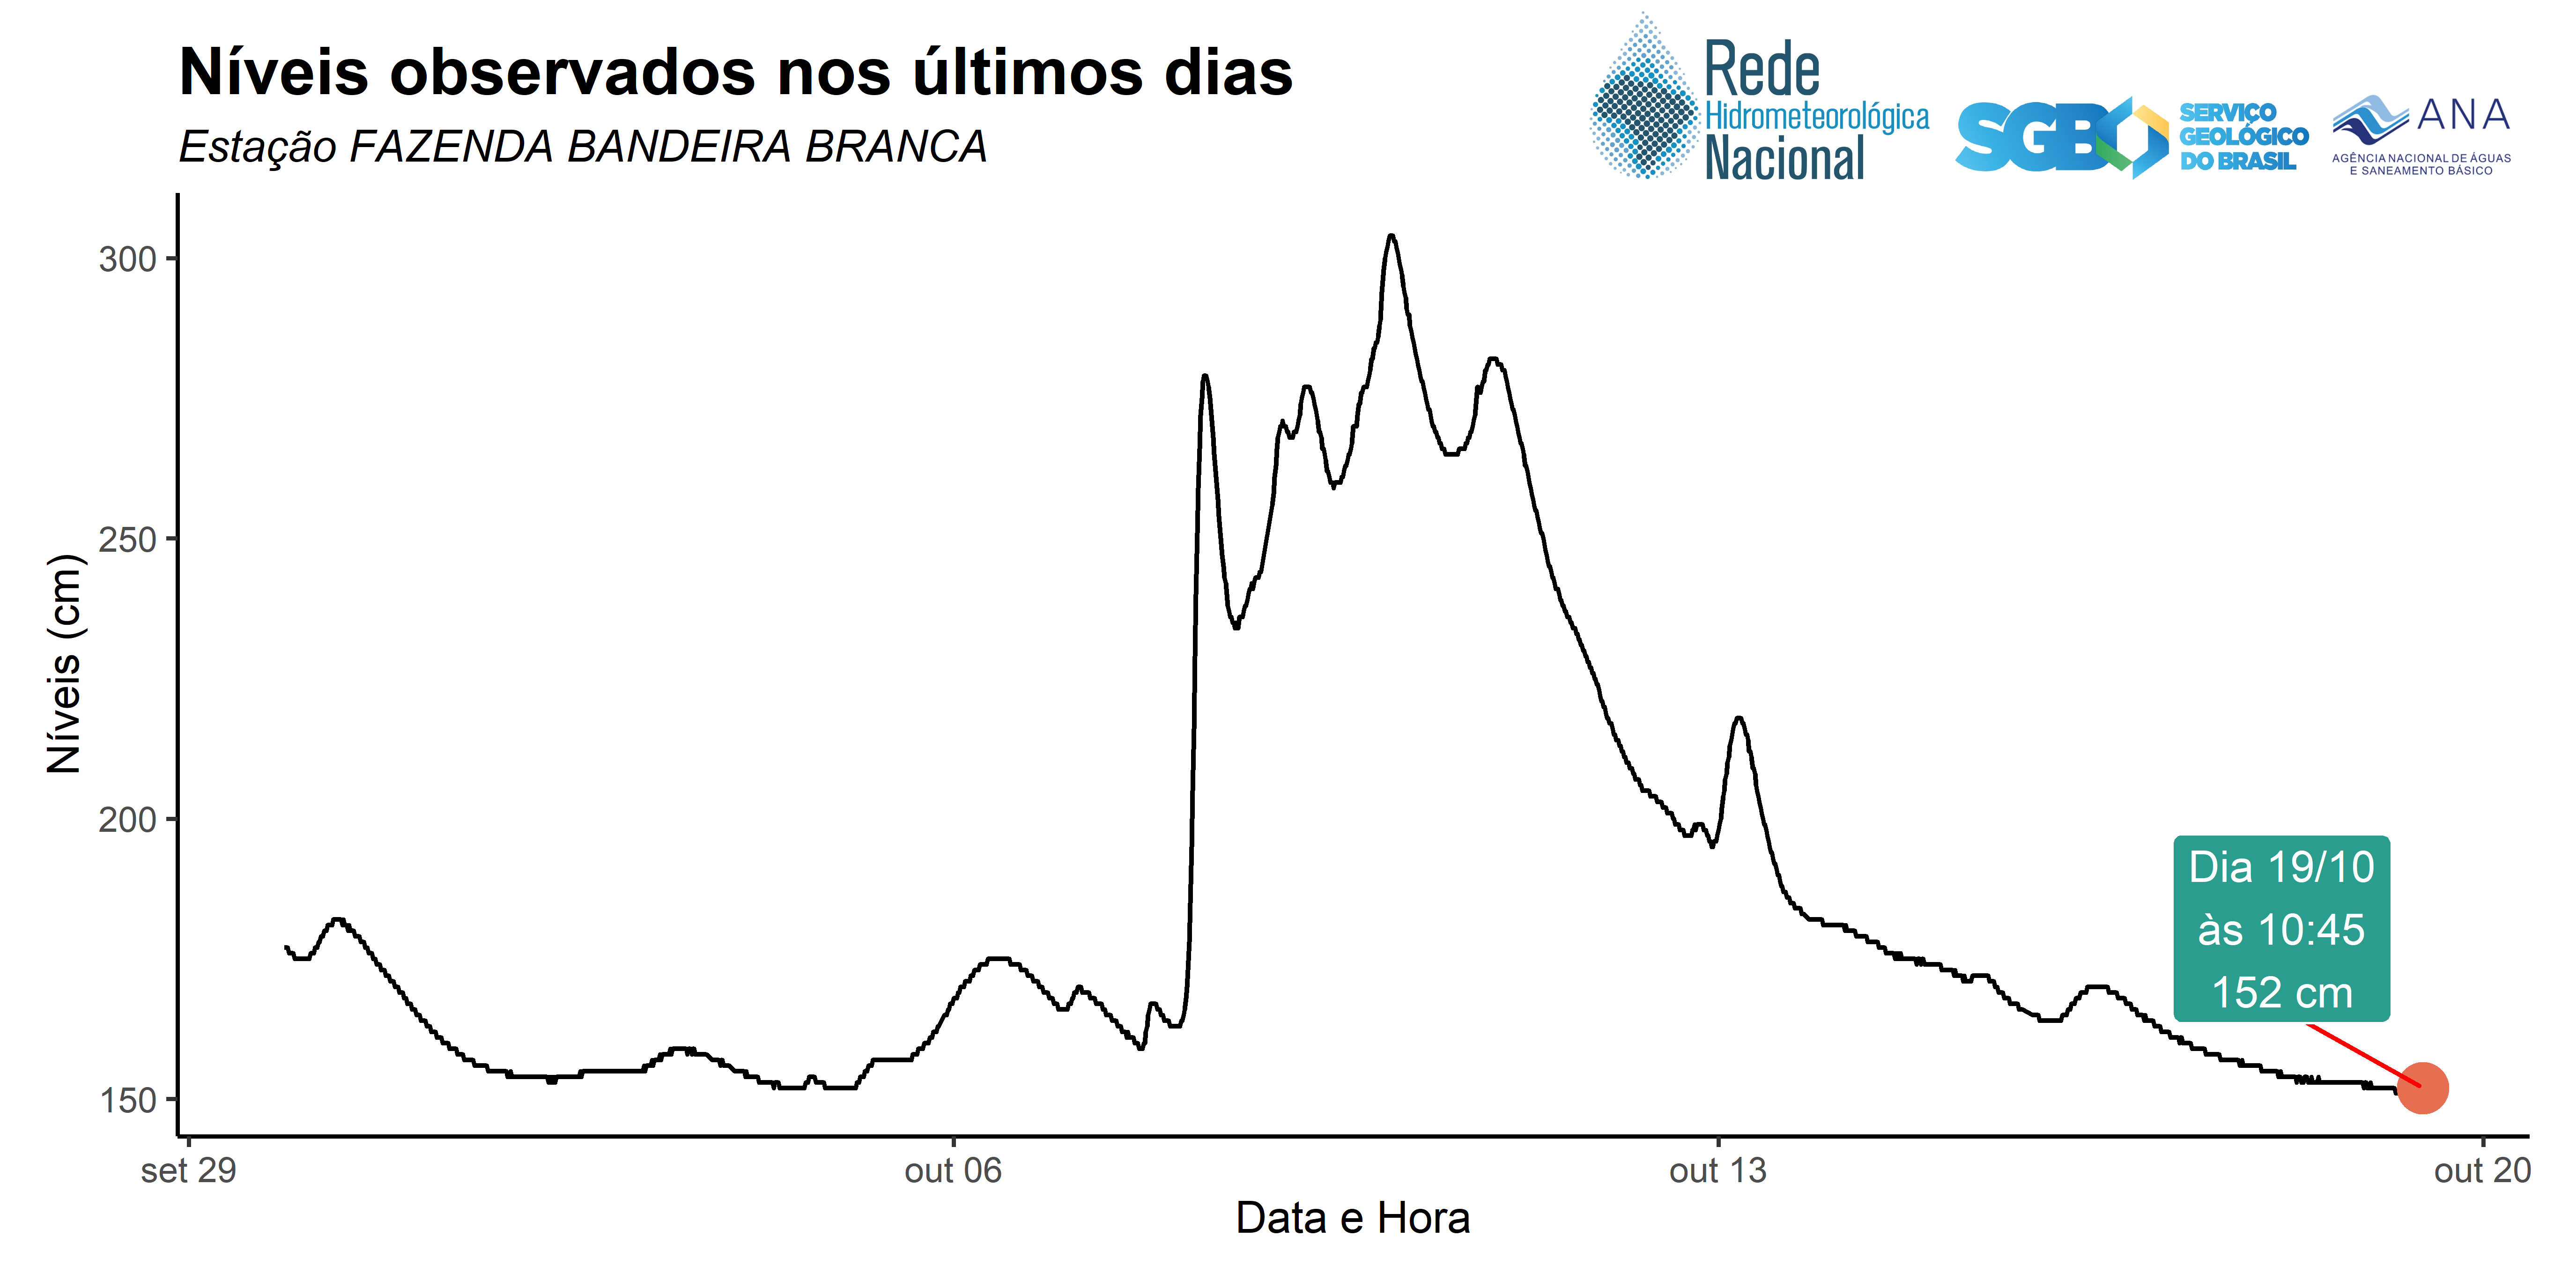 Níveis observados nos últimos dias
Estação FAZENDA BANDEIRA BRANCA
Rede
Hidrometeorológica
Nacional
SGB
SERVIÇO
GEOLÓGICO
DO BRASIL
ANA
AGÊNCIA NACIONAL DE ÁGUAS
E SANEAMENTO BÁSICO
Níveis (cm)
300
250
200
150
Dia 19/10
às 10:45
152 cm
set 29
out 06
out 13
out 20
Data e Hora